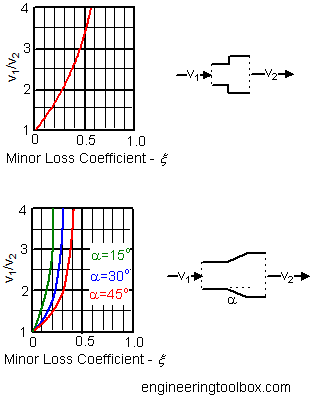 4
3
2
1
v1/v2
0
0.5
1.0
Minor Loss Coefficient - ξ
v1
v2
4
3
2
1
v1/v2
α=15°
α=30°
α=45°
0
0.5
1.0
Minor Loss Coefficient - ξ
v1
v2
α
engineeringtoolbox.com